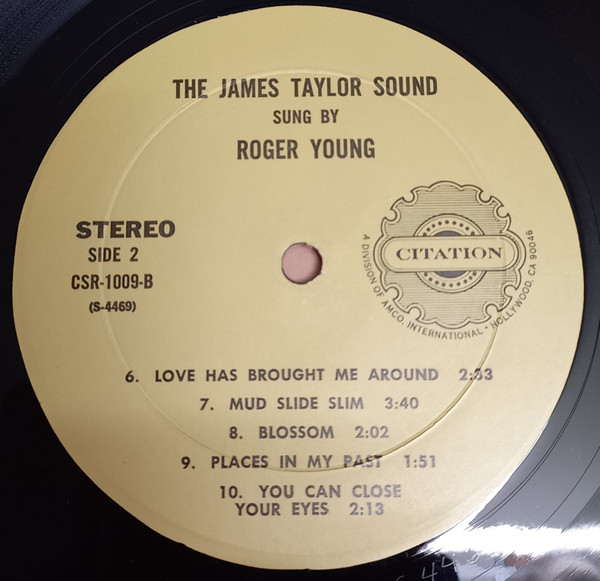 THE JAMES TAYLOR SOUND
SUNG BY
ROGER YOUNG
STEREO
SIDE 2
CSR-1009-B
(S-4469)
CITATION
A DIVISION OF AMCO. INTERNATIONAL • HOLLYWOOD, CA 90046
6. LOVE HAS BROUGHT ME AROUND 2:33
7. MUD SLIDE SLIM 3:40
8. BLOSSOM 2:02
9. PLACES IN MY PAST 1:51
10. YOU CAN CLOSE
YOUR EYES 2:13